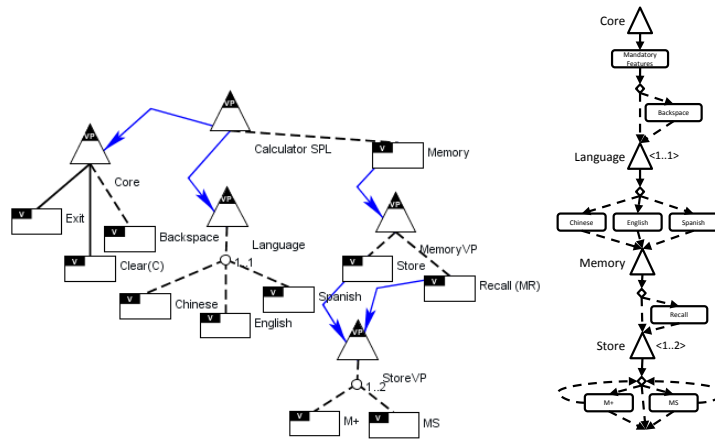 VP
Calculator SPL
VP
Core
V
Memory
V
Exit
V
Backspace
V
Clear(C)
VP
Language
1..1
V
Chinese
V
English
V
Spanish
VP
MemoryVP
V
Store
V
Recall (MR)
VP
StoreVP
1..2
V
M+
V
MS
Core
Mandatory
Features
Backspace
Language
<1..1>
Chinese
English
Spanish
Memory
Recall
Store
<1..2>
M+
MS